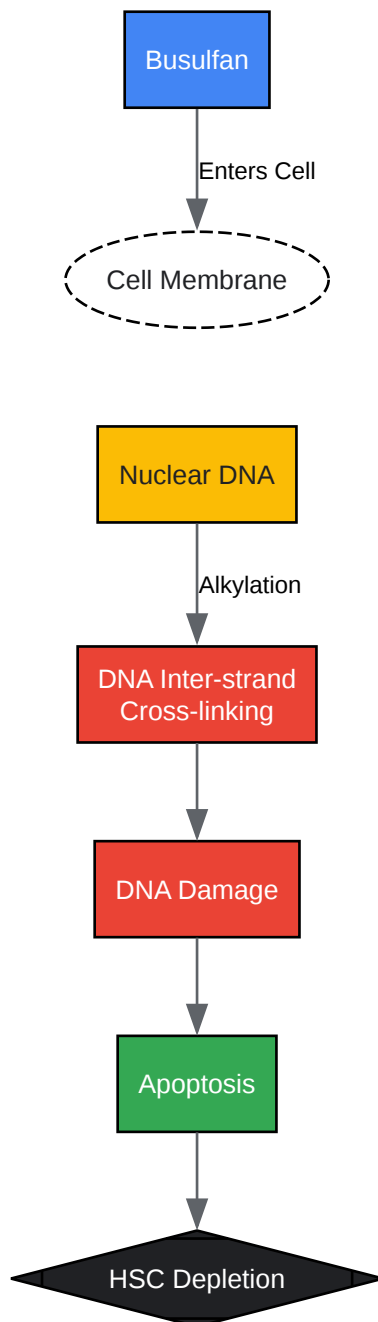 Busulfan
Enters Cell
Cell Membrane
Nuclear DNA
Alkylation
DNA Inter-strand
Cross-linking
DNA Damage
Apoptosis
HSC Depletion